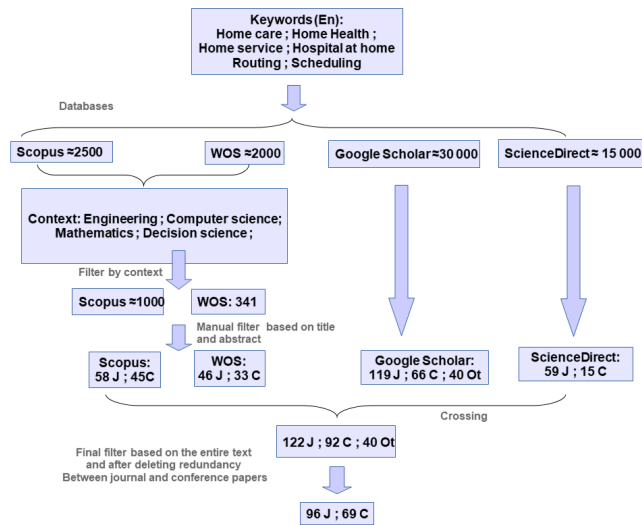 Keywords(En):
Home care ; Home Health ;
Home service ; Hospital at home
Routing ; Scheduling
Databases
Scopus ≈2500
WOS ≈2000
Google Scholar≈30 000
ScienceDirect≈ 15 000
Context: Engineering ; Computer science;
Mathematics ; Decision science ;
Filter by context
Scopus ≈1000
WOS: 341
Manual filter based on title
and abstract
Scopus:
58 J ; 45C
WOS:
46 J ; 33 C
Google Scholar:
119 J ; 66 C ; 40 Ot
ScienceDirect:
59 J ; 15 C
Crossing
122 J ; 92 C ; 40 Ot
Final filter based on the entire text
and after deleting redundancy
Between journal and conference papers
96 J ; 69 C